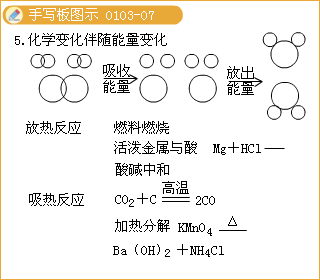 手写板图示 0103-07
5.化学变化伴随能量变化
吸收
能量
放出
能量
放热反应 燃料燃烧
活泼金属与酸 Mg＋HCl──
酸碱中和
吸热反应 CO₂＋C 高温 2CO
加热分解 KMnO₄ △
Ba(OH)₂＋NH₄Cl